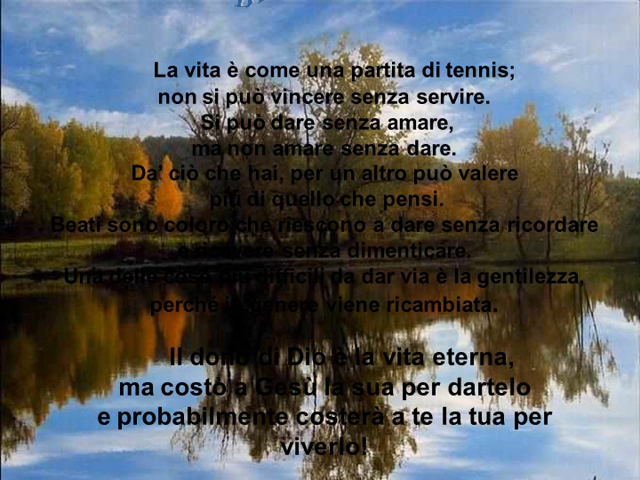 La vita è come una partita di tennis;
non si può vincere senza servire.
Si può dare senza amare,
ma non amare senza dare.
Da' ciò che hai, per un altro può valere
più di quello che pensi.
Beati sono coloro che riescono a dare senza ricordare
e ricevere senza dimenticare.
Una delle cose più difficili da dar via è la gentilezza,
perché in genere viene ricambiata.
Il dono di Dio è la vita eterna,
ma costò a Gesù la sua per dartelo
e probabilmente costerà a te la tua per
viverlo!